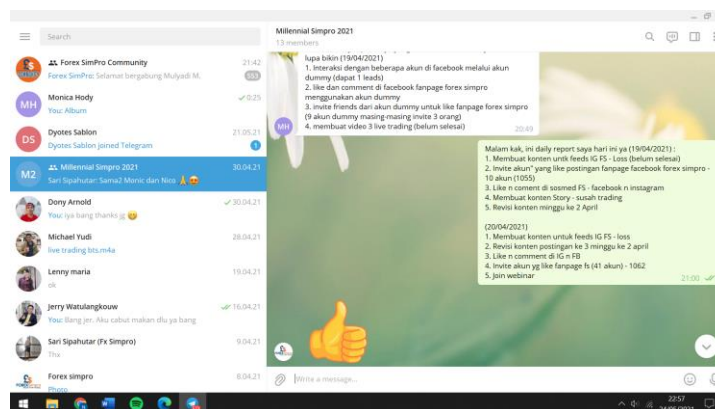 Search
Forex SimPro Community
21:42
Forex SimPro: Selamat bergabung Mulyadi M.
553
Monica Hody
0:25
MH
You: Album
Dyotes Sablon
21.05.21
DS
Dyotes Sablon joined Telegram
1
Millennial Simpro 2021
30.04.21
M2
Sari Sipahutar: Sama2 Monic dan Nico 🙏😍
Dony Arnold
30.04.21
You: iya bang thanks jg 😄
Michael Yudi
28.04.21
live trading bts.m4a
Lenny maria
19.04.21
ok
Jerry Watulangkouw
16.04.21
You: Bang jer. Aku cabut makan dlu ya bang
Sari Sipahutar (Fx Simpro)
9.04.21
Thx
Forex simpro
8.04.21
Photo
Millennial Simpro 2021
13 members
lupa bikin (19/04/2021)
1. Interaksi dengan beberapa akun di facebook melalui akun
dummy (dapat 1 leads)
2. like dan comment di facebook fanpage forex simpro
menggunakan akun dummy
3. invite friends dari akun dummy untuk like fanpage forex simpro
(9 akun dummy masing-masing invite 3 orang)
4. membuat video 3 live trading (belum selesai)
20:49
MH
Malam kak, ini daily report saya hari ini ya (19/04/2021) :
1. Membuat konten untk feeds IG FS - Loss (belum selesai)
2. Invite akun" yang like postingan fanpage facebook forex simpro -
10 akun (1055)
3. Like n coment di sosmed FS - facebook n instagram
4. Membuat konten Story - susah trading
5. Revisi konten minggu ke 2 April
(20/04/2021)
1. Membuat konten untuk feeds IG FS - loss
2. Revisi konten postingan ke 3 minggu ke 2 april
3. Like n comment di IG n FB
4. Invite akun yg like fanpage fs (41 akun) - 1062
5. Join webinar
21:00
Write a message...
22:57